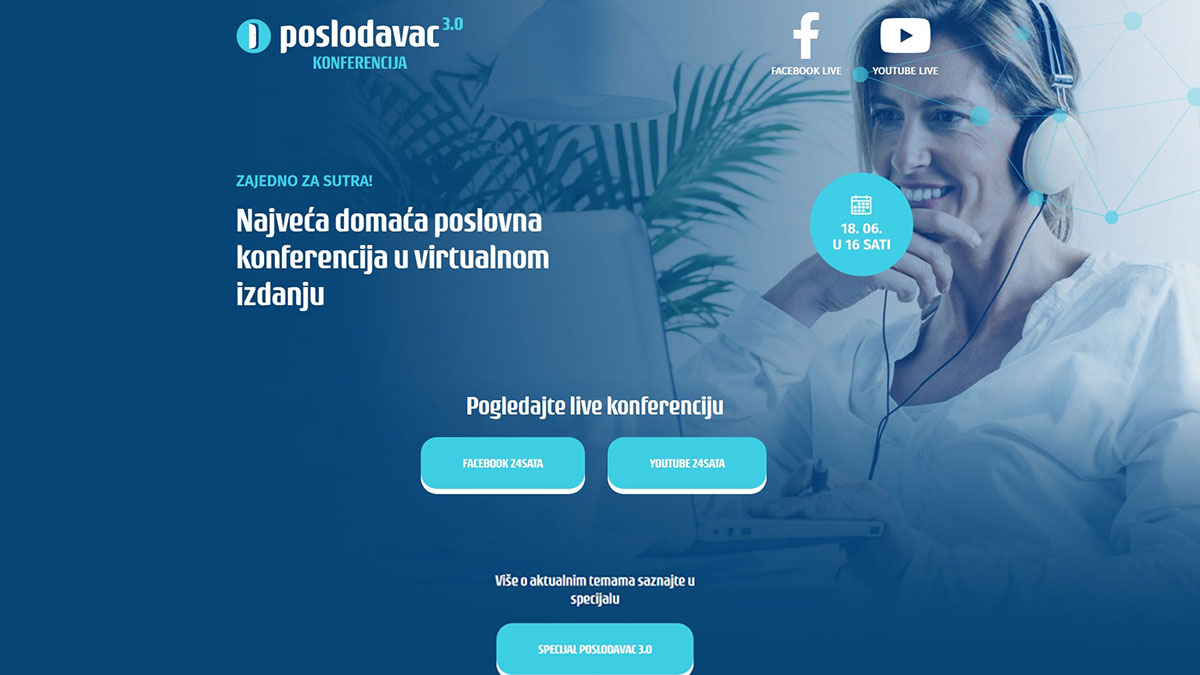 poslodavac 3.0
KONFERENCIJA
FACEBOOK LIVE
YOUTUBE LIVE
ZAJEDNO ZA SUTRA!
Najveća domaća poslovna
konferencija u virtualnom
izdanju
18. 06.
U 16 SATI
Pogledajte live konferenciju
FACEBOOK 24SATA
YOUTUBE 24SATA
Više o aktualnim temama saznajte u
specijalu
SPECIJAL POSLODAVAC 3.0